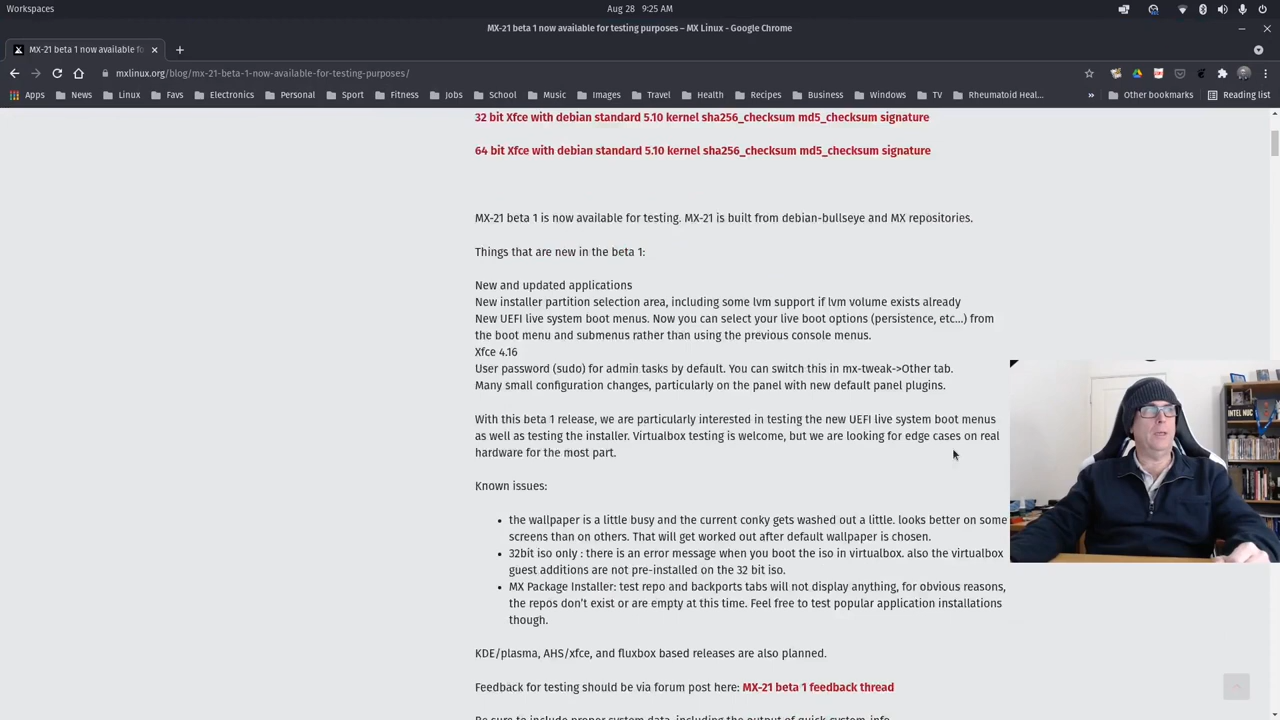 Workspaces
Aug 28 9:25 AM
MX-21 beta 1 now available for testing purposes – MX Linux - Google Chrome
MX-21 beta 1 now available fo
mxlinux.org/blog/mx-21-beta-1-now-available-for-testing-purposes/
Apps News Linux Favs Electronics Personal Sport Fitness Jobs School Music Images Travel Health Recipes Business Windows TV Rheumatoid Heal... » Other bookmarks Reading list
32 bit Xfce with debian standard 5.10 kernel sha256_checksum md5_checksum signature
64 bit Xfce with debian standard 5.10 kernel sha256_checksum md5_checksum signature
MX-21 beta 1 is now available for testing. MX-21 is built from debian-bullseye and MX repositories.
Things that are new in the beta 1:
New and updated applications
New installer partition selection area, including some lvm support if lvm volume exists already
New UEFI live system boot menus. Now you can select your live boot options (persistence, etc...) from
the boot menu and submenus rather than using the previous console menus.
Xfce 4.16
User password (sudo) for admin tasks by default. You can switch this in mx-tweak->Other tab.
Many small configuration changes, particularly on the panel with new default panel plugins.
With this beta 1 release, we are particularly interested in testing the new UEFI live system boot menus
as well as testing the installer. Virtualbox testing is welcome, but we are looking for edge cases on real
hardware for the most part.
Known issues:
• the wallpaper is a little busy and the current conky gets washed out a little. looks better on some
screens than on others. That will get worked out after default wallpaper is chosen.
• 32bit iso only : there is an error message when you boot the iso in virtualbox. also the virtualbox
guest additions are not pre-installed on the 32 bit iso.
• MX Package Installer: test repo and backports tabs will not display anything, for obvious reasons,
the repos don't exist or are empty at this time. Feel free to test popular application installations
though.
KDE/plasma, AHS/xfce, and fluxbox based releases are also planned.
Feedback for testing should be via forum post here: MX-21 beta 1 feedback thread
Be sure to include proper system data, including the output of quick-system-info
INTEL NUC